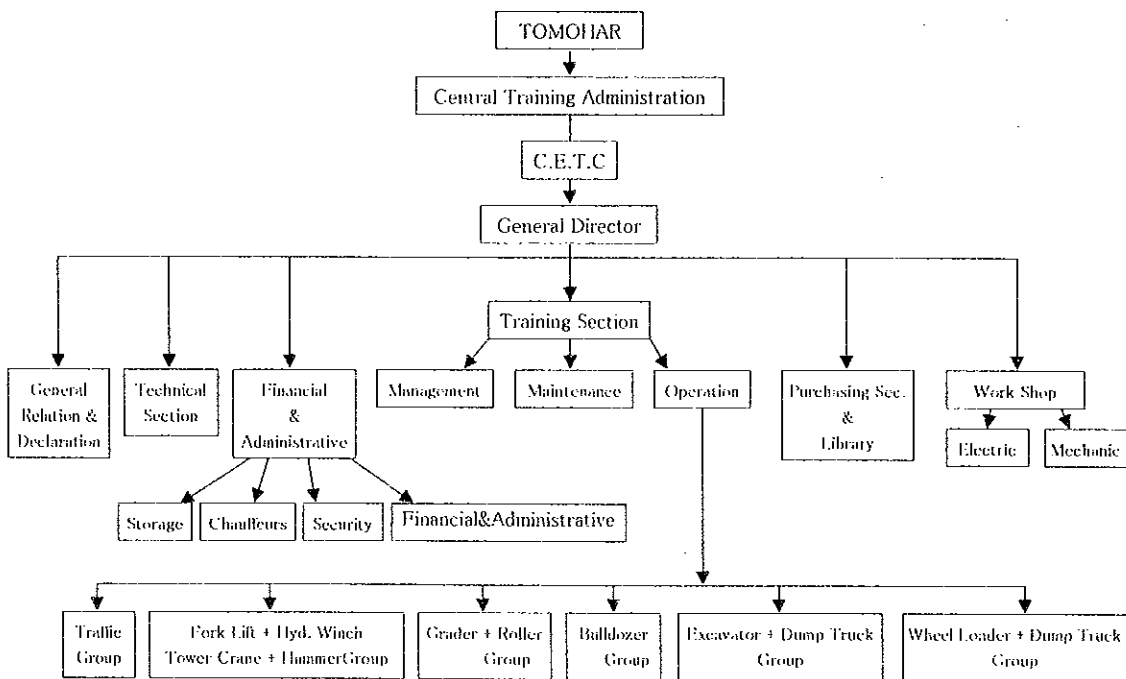 TOMOHAR
Central Training Administration
C.E.T.C
General Director
Training Section
General
Relation &
Declaration
Technical
Section
Financial
&
Administrative
Management
Maintenance
Operation
Purchasing Sec.
&
Library
Work Shop
Electric
Mechanic
Storage
Chauffeurs
Security
Financial&Administrative
Traffic
Group
Fork Lift + Hyd. Winch
Tower Crane + HammerGroup
Grader + Roller
Group
Bulldozer
Group
Excavator + Dump Truck
Group
Wheel Loader + Dump Truck
Group